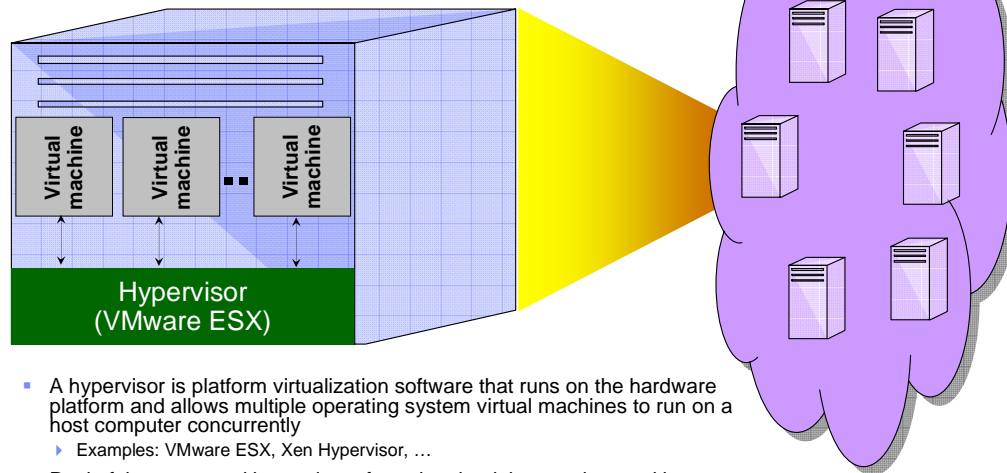 Virtual
machine
Virtual
machine
Virtual
machine
Hypervisor
(VMware ESX)
A hypervisor is platform virtualization software that runs on the hardware
platform and allows multiple operating system virtual machines to run on a
host computer concurrently
Examples: VMware ESX, Xen Hypervisor, …